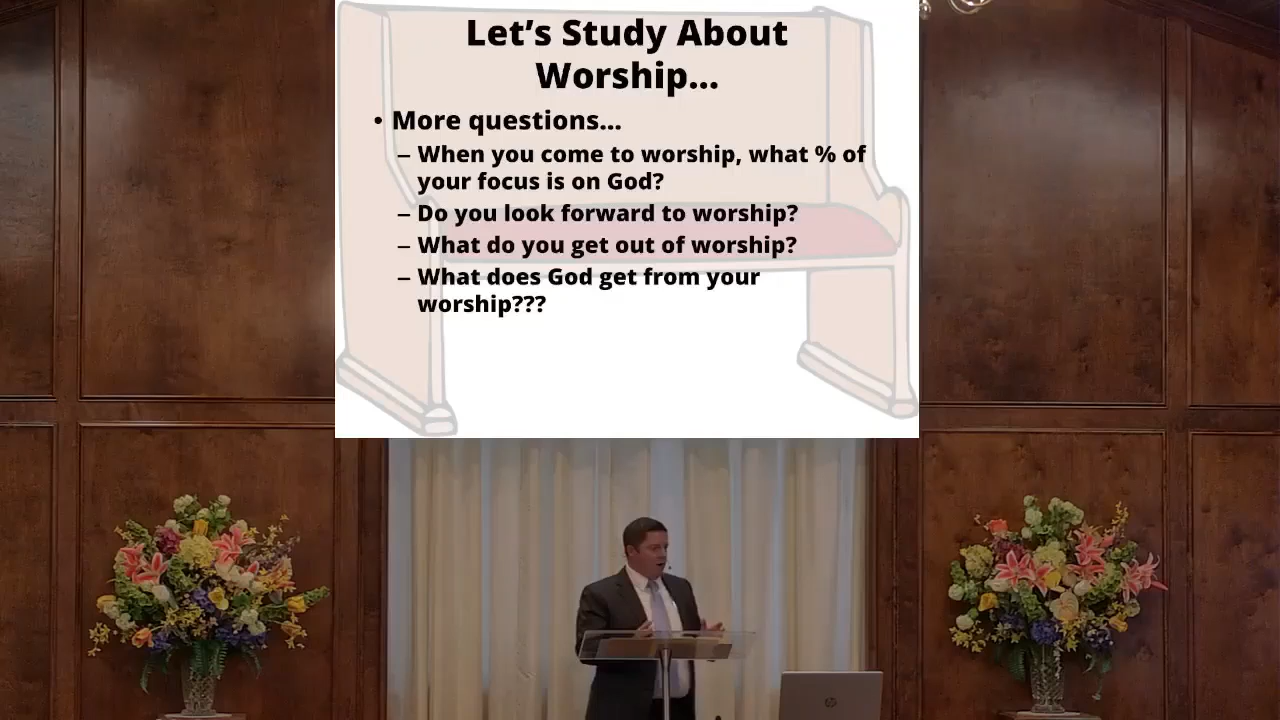 Let’s Study About
Worship...
• More questions...
– When you come to worship, what % of
your focus is on God?
– Do you look forward to worship?
– What do you get out of worship?
– What does God get from your
worship???
hp